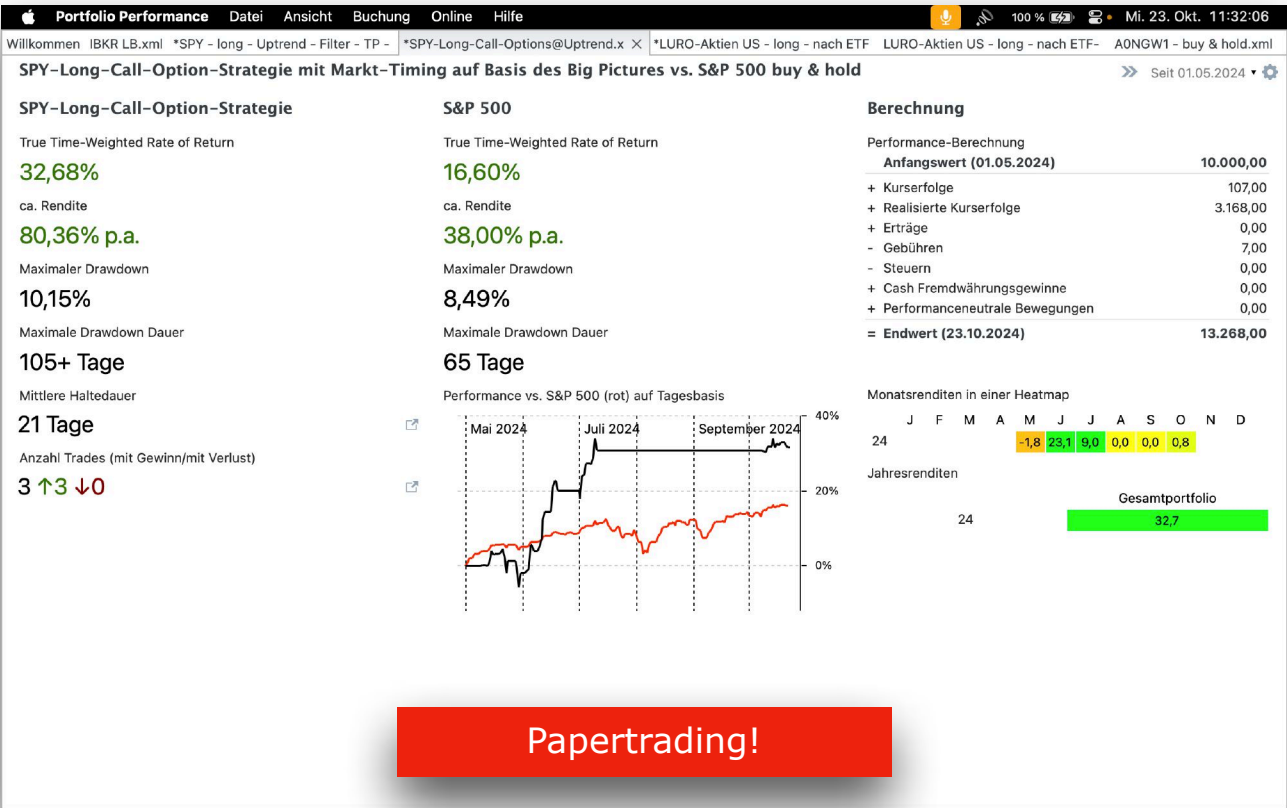 Portfolio Performance Datei Ansicht Buchung Online Hilfe 100 % Mi. 23. Okt. 11:32:06
Willkommen IBKR LB.xml *SPY - long - Uptrend - Filter - TP - *SPY-Long-Call-Options@Uptrend.x *LURO-Aktien US - long - nach ETF LURO-Aktien US - long - nach ETF- A0NGW1 - buy & hold.xml
SPY-Long-Call-Option-Strategie mit Markt-Timing auf Basis des Big Pictures vs. S&P 500 buy & hold
Seit 01.05.2024
SPY-Long-Call-Option-Strategie
True Time-Weighted Rate of Return
32,68%
ca. Rendite
80,36% p.a.
Maximaler Drawdown
10,15%
Maximale Drawdown Dauer
105+ Tage
Mittlere Haltedauer
21 Tage
Anzahl Trades (mit Gewinn/mit Verlust)
3 ↑3 ↓0
S&P 500
True Time-Weighted Rate of Return
16,60%
ca. Rendite
38,00% p.a.
Maximaler Drawdown
8,49%
Maximale Drawdown Dauer
65 Tage
Performance vs. S&P 500 (rot) auf Tagesbasis
Mai 2024 Juli 2024 September 2024
40%
20%
0%
Berechnung
Performance-Berechnung
Anfangswert (01.05.2024) 10.000,00
+ Kurserfolge 107,00
+ Realisierte Kurserfolge 3.168,00
+ Erträge 0,00
- Gebühren 7,00
- Steuern 0,00
+ Cash Fremdwährungsgewinne 0,00
+ Performanceneutrale Bewegungen 0,00
= Endwert (23.10.2024) 13.268,00
Monatsrenditen in einer Heatmap
J F M A M J J A S O N D
24 -1,8 23,1 9,0 0,0 0,0 0,8
Jahresrenditen
Gesamtportfolio
24 32,7
Papertrading!